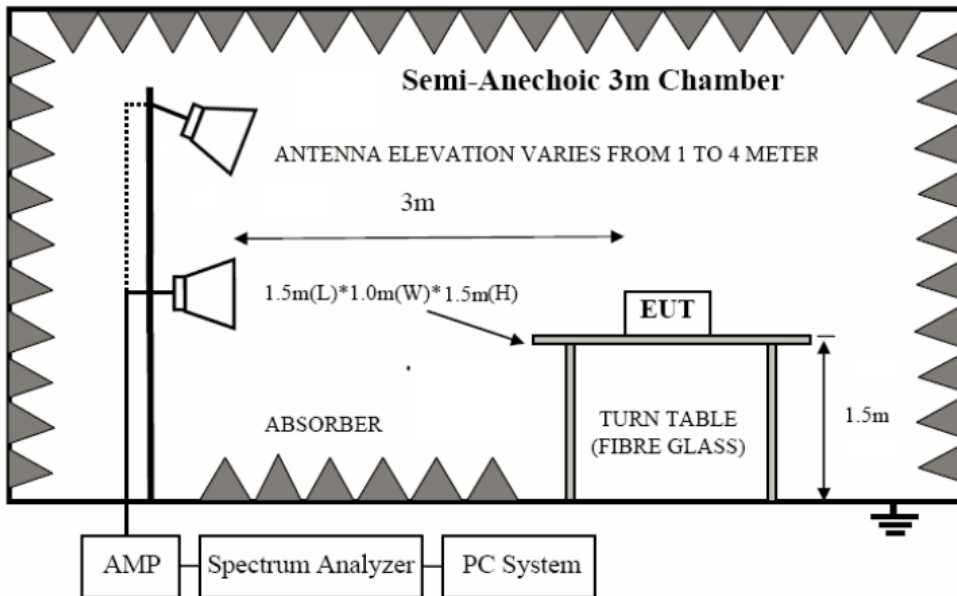 Semi-Anechoic 3m Chamber
ANTENNA ELEVATION VARIES FROM 1 TO 4 METER
3m
1.5m(L)*1.0m(W)*1.5m(H)
EUT
1.5m
ABSORBER
TURN TABLE
(FIBRE GLASS)
AMP
Spectrum Analyzer
PC System